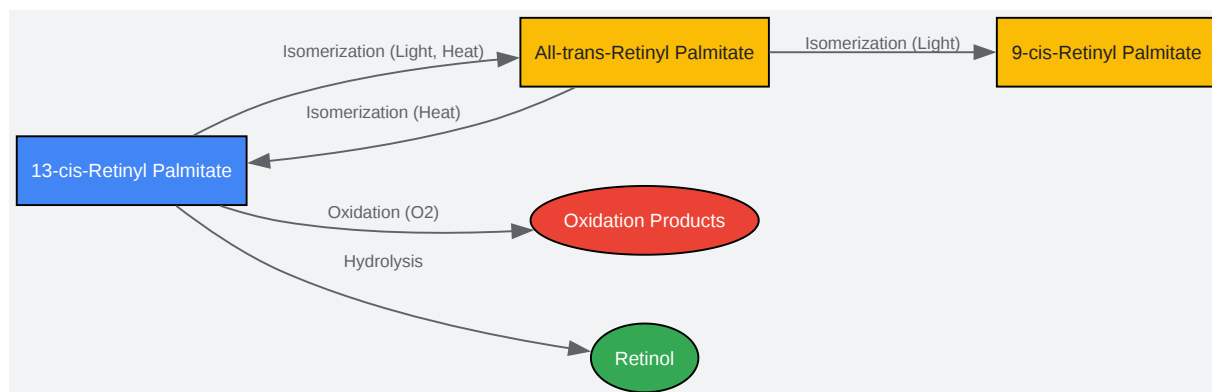 Isomerization (Light, Heat)
All-trans-Retinyl Palmitate
Isomerization (Light)
9-cis-Retinyl Palmitate
Isomerization (Heat)
13-cis-Retinyl Palmitate
Oxidation (O2)
Oxidation Products
Hydrolysis
Retinol